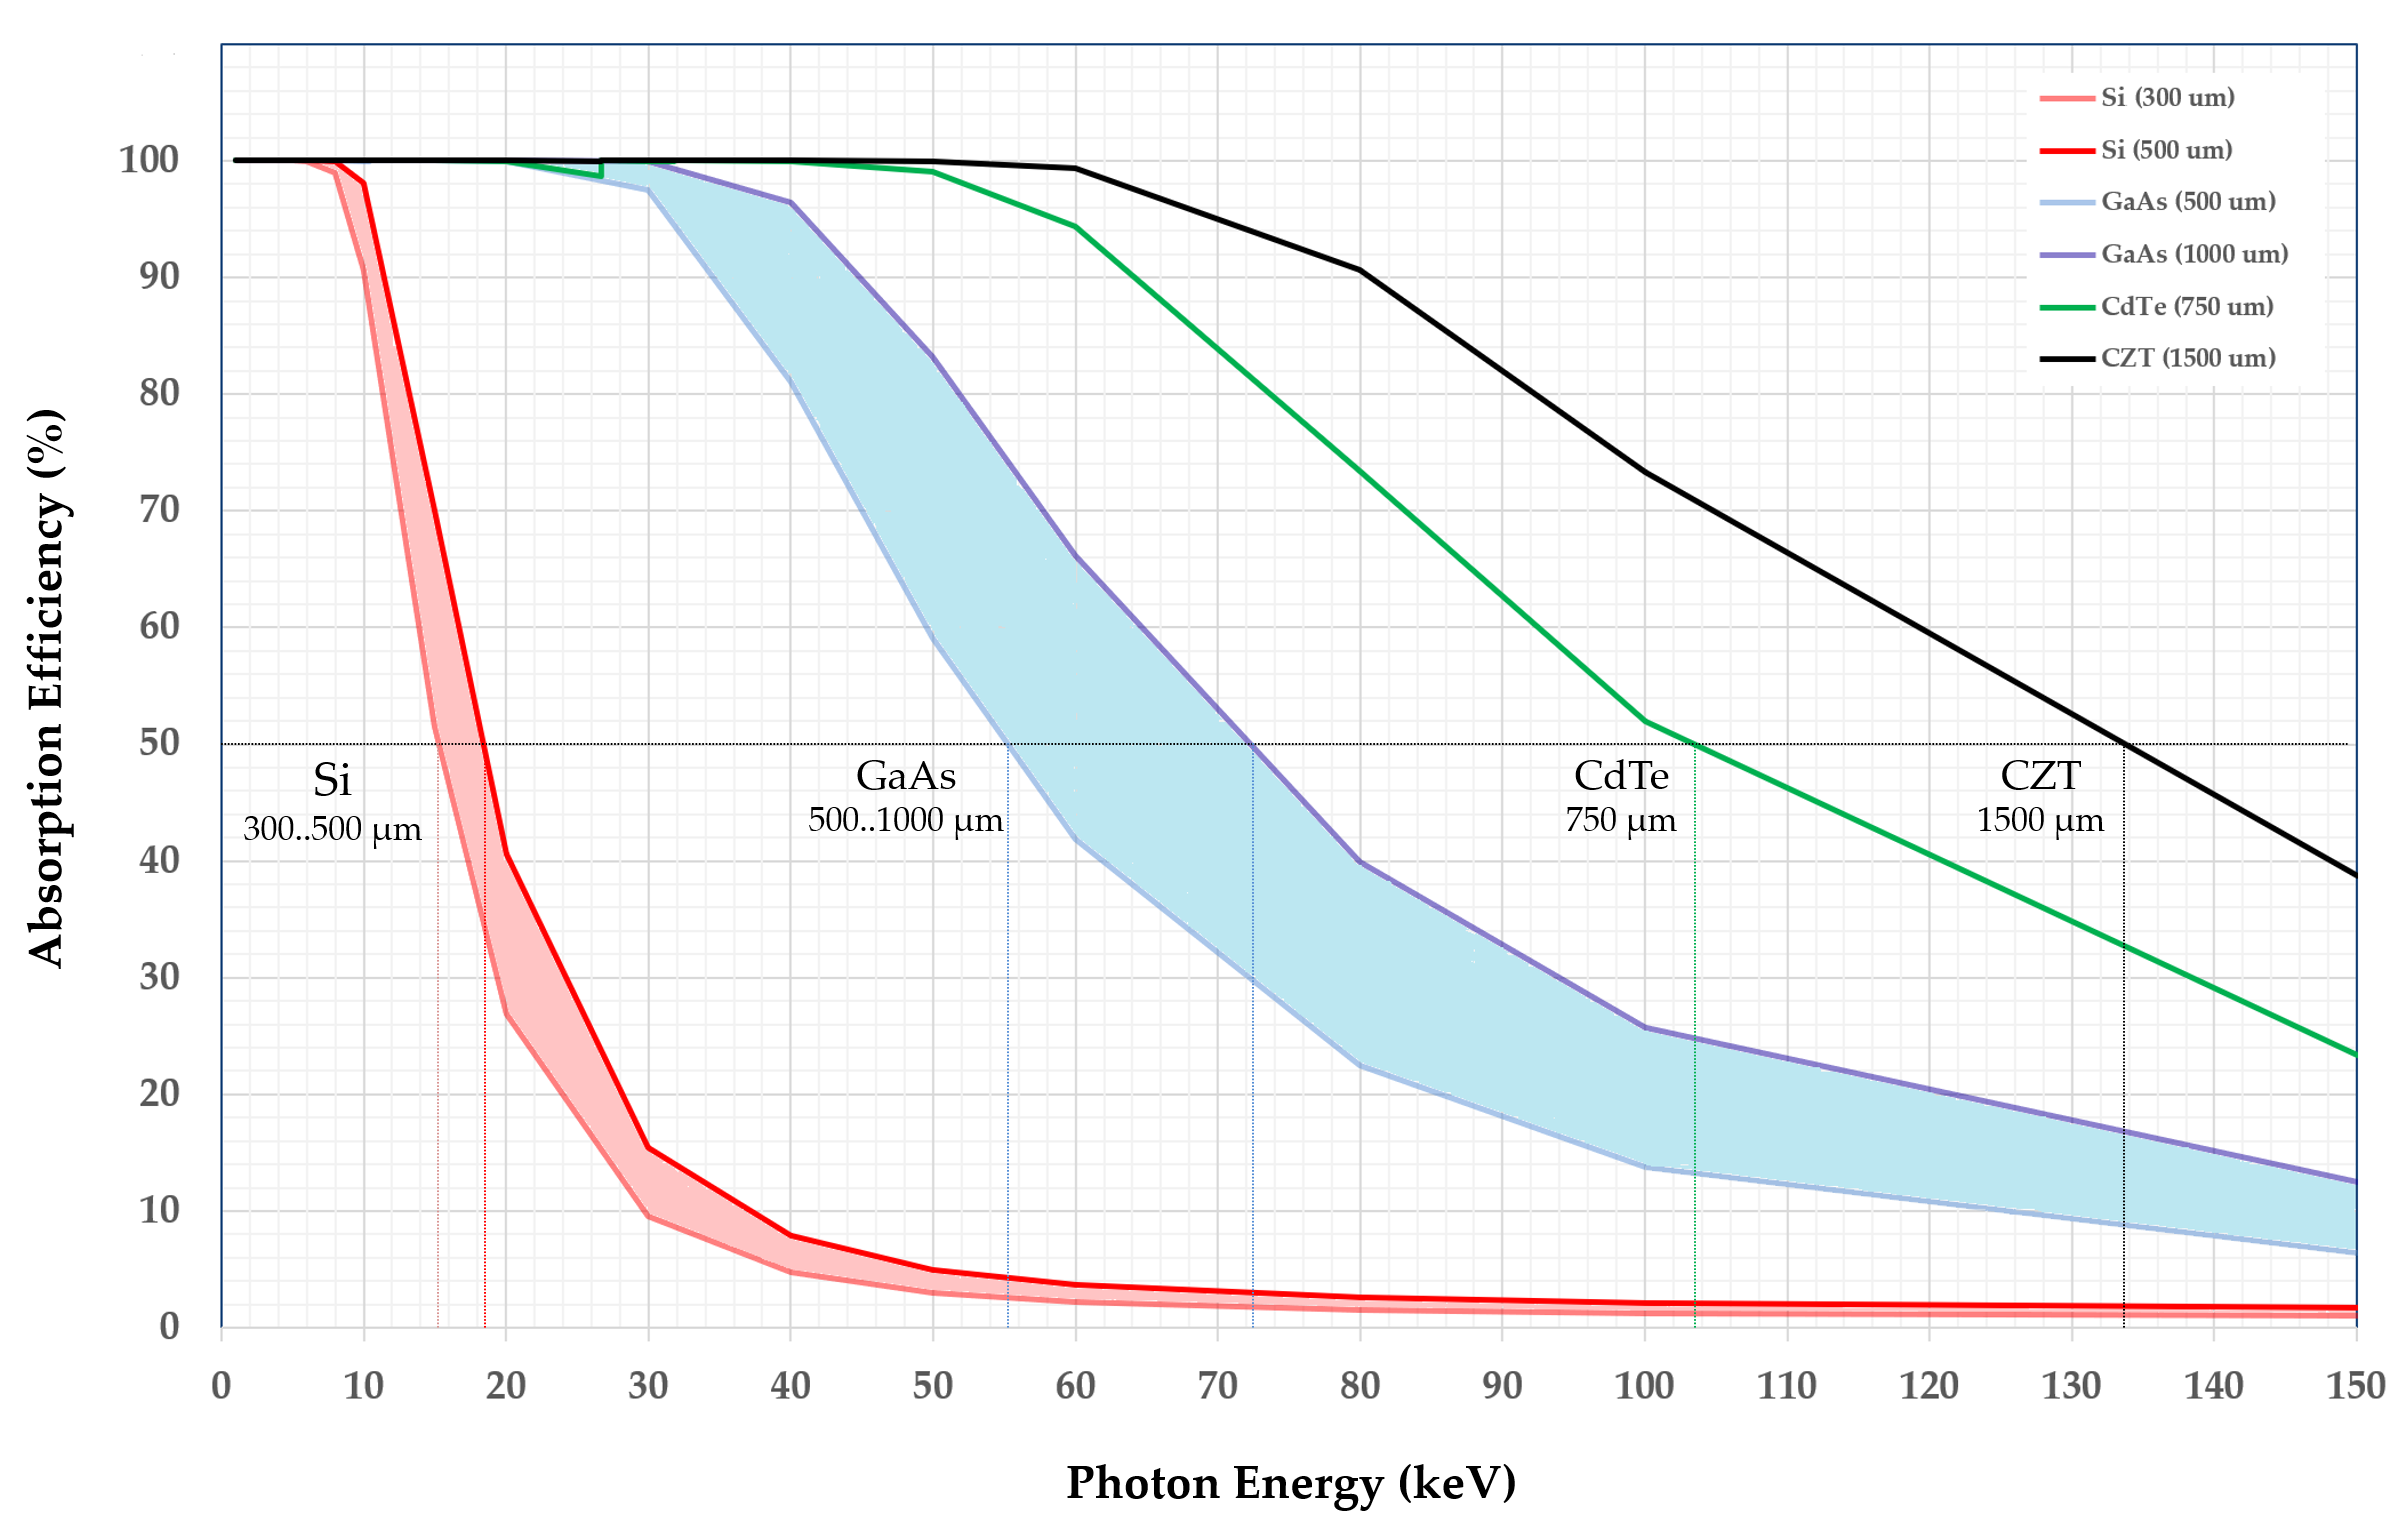 Si (300 um)
Si (500 um)
GaAs (500 um)
GaAs (1000 um)
CdTe (750 um)
CZT (1500 um)
Absorption Efficiency (%)
100
90
80
70
60
50
40
30
20
10
0
Si
300..500 µm
GaAs
500..1000 µm
CdTe
750 µm
CZT
1500 µm
0 10 20 30 40 50 60 70 80 90 100 110 120 130 140 150
Photon Energy (keV)